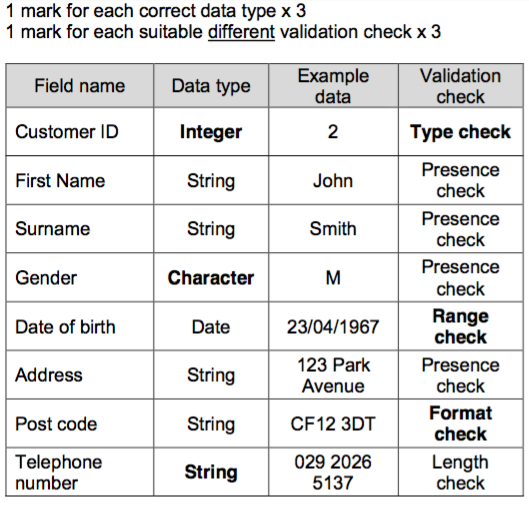 1 mark for each correct data type x 3
1 mark for each suitable different validation check x 3
Field name Data type Example data Validation check
Customer ID Integer 2 Type check
First Name String John Presence check
Surname String Smith Presence check
Gender Character M Presence check
Date of birth Date 23/04/1967 Range check
Address String 123 Park Avenue Presence check
Post code String CF12 3DT Format check
Telephone number String 029 2026 5137 Length check